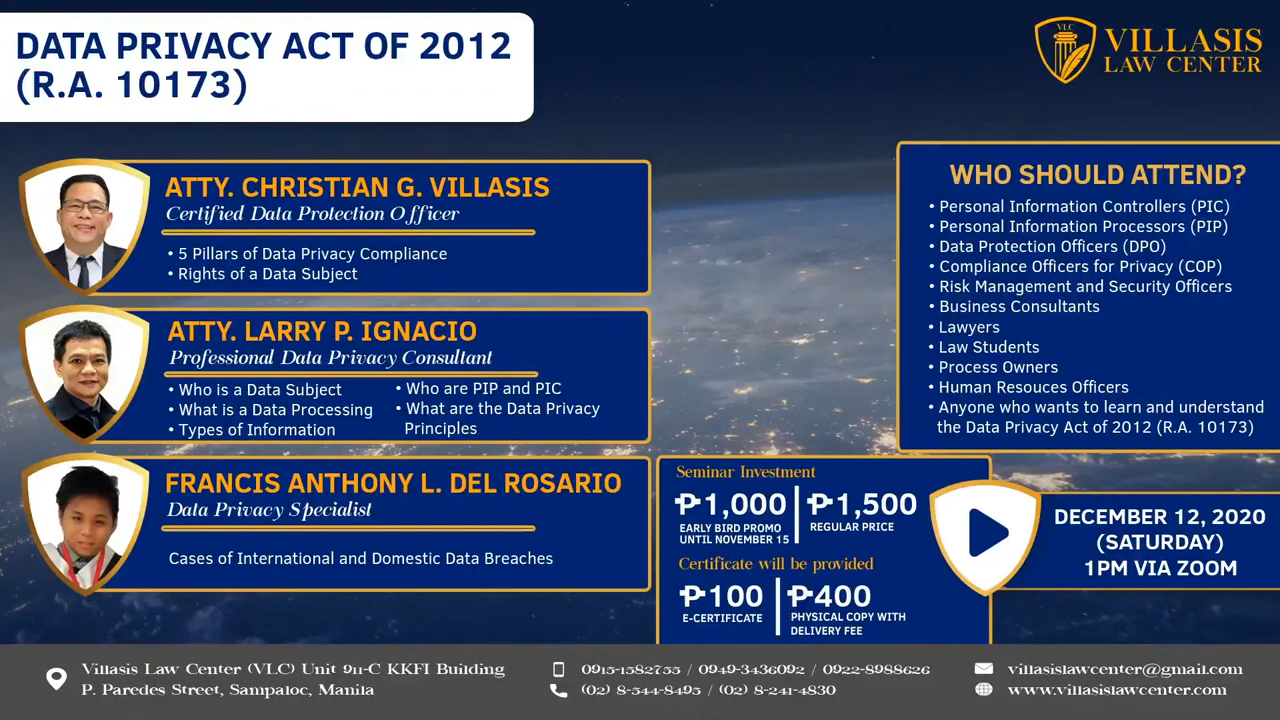 DATA PRIVACY ACT OF 2012
(R.A. 10173)
VLC
VILLASIS
LAW CENTER
ATTY. CHRISTIAN G. VILLASIS
Certified Data Protection Officer
• 5 Pillars of Data Privacy Compliance
• Rights of a Data Subject
ATTY. LARRY P. IGNACIO
Professional Data Privacy Consultant
• Who is a Data Subject
• What is a Data Processing
• Types of Information
• Who are PIP and PIC
• What are the Data Privacy
Principles
FRANCIS ANTHONY L. DEL ROSARIO
Data Privacy Specialist
Cases of International and Domestic Data Breaches
WHO SHOULD ATTEND?
• Personal Information Controllers (PIC)
• Personal Information Processors (PIP)
• Data Protection Officers (DPO)
• Compliance Officers for Privacy (COP)
• Risk Management and Security Officers
• Business Consultants
• Lawyers
• Law Students
• Process Owners
• Human Resouces Officers
• Anyone who wants to learn and understand
the Data Privacy Act of 2012 (R.A. 10173)
Seminar Investment
₱1,000
EARLY BIRD PROMO
UNTIL NOVEMBER 15
₱1,500
REGULAR PRICE
Certificate will be provided
₱100
E-CERTIFICATE
₱400
PHYSICAL COPY WITH
DELIVERY FEE
DECEMBER 12, 2020
(SATURDAY)
1PM VIA ZOOM
Villasis Law Center (VLC) Unit 911-C KKFI Building
P. Paredes Street, Sampaloc, Manila
0915-1582755 / 0949-3436092 / 0922-8988626
(02) 8-544-8495 / (02) 8-241-4830
villasislawcenter@gmail.com
www.villasislawcenter.com